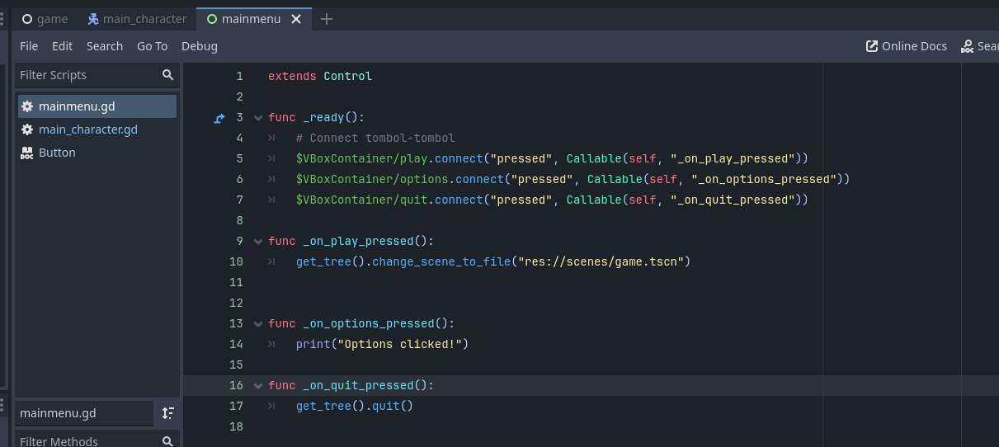 game main_character mainmenu
File Edit Search Go To Debug Online Docs
Filter Scripts
mainmenu.gd
main_character.gd
Button
mainmenu.gd
Filter Methods
1 extends Control
2
3 func _ready():
4 # Connect tombol-tombol
5 $VBoxContainer/play.connect("pressed", Callable(self, "_on_play_pressed"))
6 $VBoxContainer/options.connect("pressed", Callable(self, "_on_options_pressed"))
7 $VBoxContainer/quit.connect("pressed", Callable(self, "_on_quit_pressed"))
8
9 func _on_play_pressed():
10 get_tree().change_scene_to_file("res://scenes/game.tscn")
11
12
13 func _on_options_pressed():
14 print("Options clicked!")
15
16 func _on_quit_pressed():
17 get_tree().quit()
18